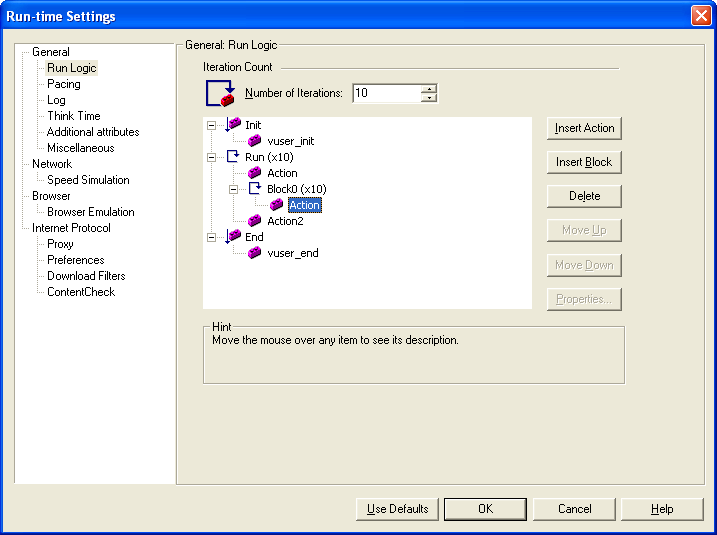 Run-time Settings
General
Run Logic
Pacing
Log
Think Time
Additional attributes
Miscellaneous
Network
Speed Simulation
Browser
Browser Emulation
Internet Protocol
Proxy
Preferences
Download Filters
ContentCheck
General: Run Logic
Iteration Count
Number of Iterations: 10
Init
vuser_init
Run (x10)
Action
Block0 (x10)
Action
Action2
End
vuser_end
Insert Action
Insert Block
Delete
Move Up
Move Down
Properties...
Hint
Move the mouse over any item to see its description.
Use Defaults OK Cancel Help